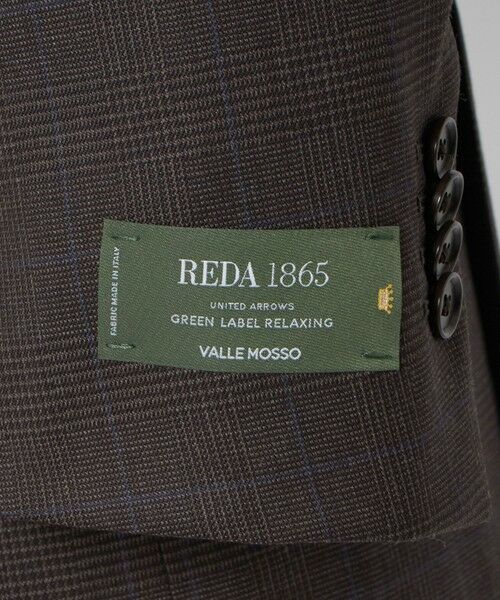 FABRIC MADE IN ITALY
REDA 1865
UNITED ARROWS
GREEN LABEL RELAXING
VALLE MOSSO